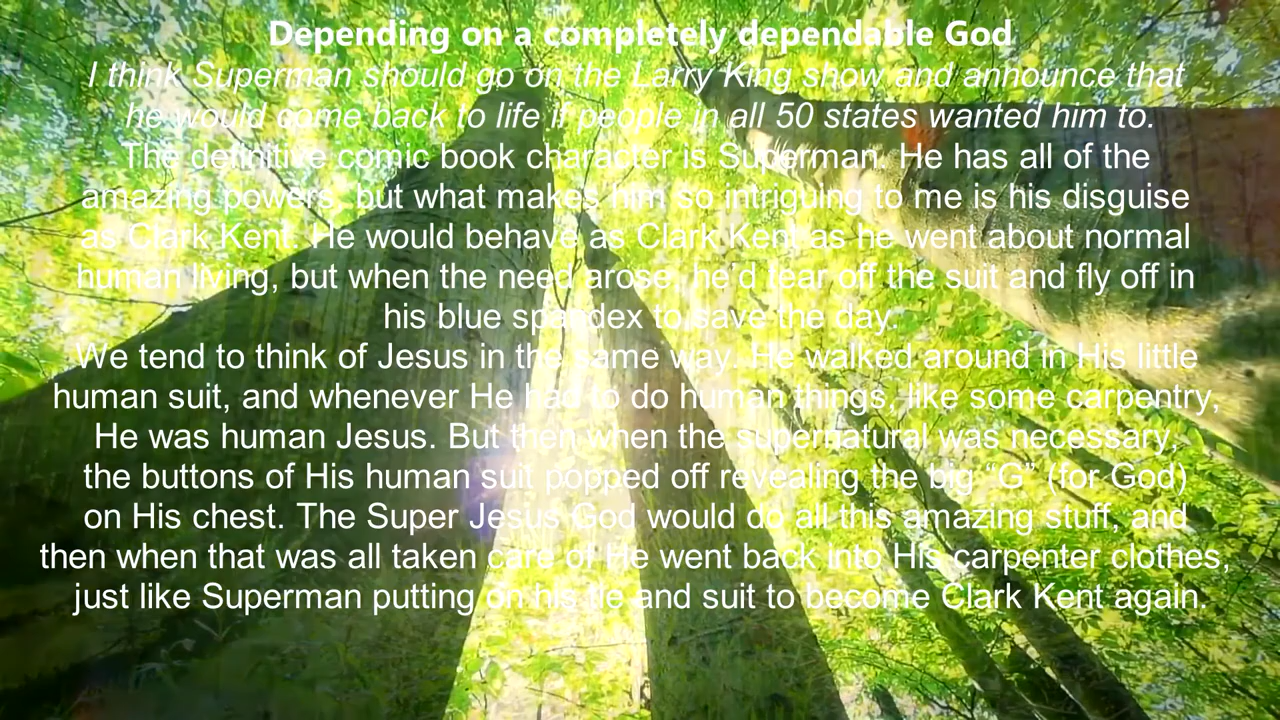 Depending on a completely dependable God
I think Superman should go on the Larry King show and announce that
he would come back to life if people in all 50 states wanted him to.
The definitive comic book character is Superman. He has all of the
amazing powers, but what makes him so intriguing to me is his disguise
as Clark Kent. He would behave as Clark Kent as he went about normal
human living, but when the need arose, he'd tear off the suit and fly off in
his blue spandex to save the day.
We tend to think of Jesus in the same way. He walked around in His little
human suit, and whenever He had to do human things, like some carpentry,
He was human Jesus. But then when the supernatural was necessary,
the buttons of His human suit popped off revealing the big “G” (for God)
on His chest. The Super Jesus God would do all this amazing stuff, and
then when that was all taken care of He went back into His carpenter clothes,
just like Superman putting on his tie and suit to become Clark Kent again.